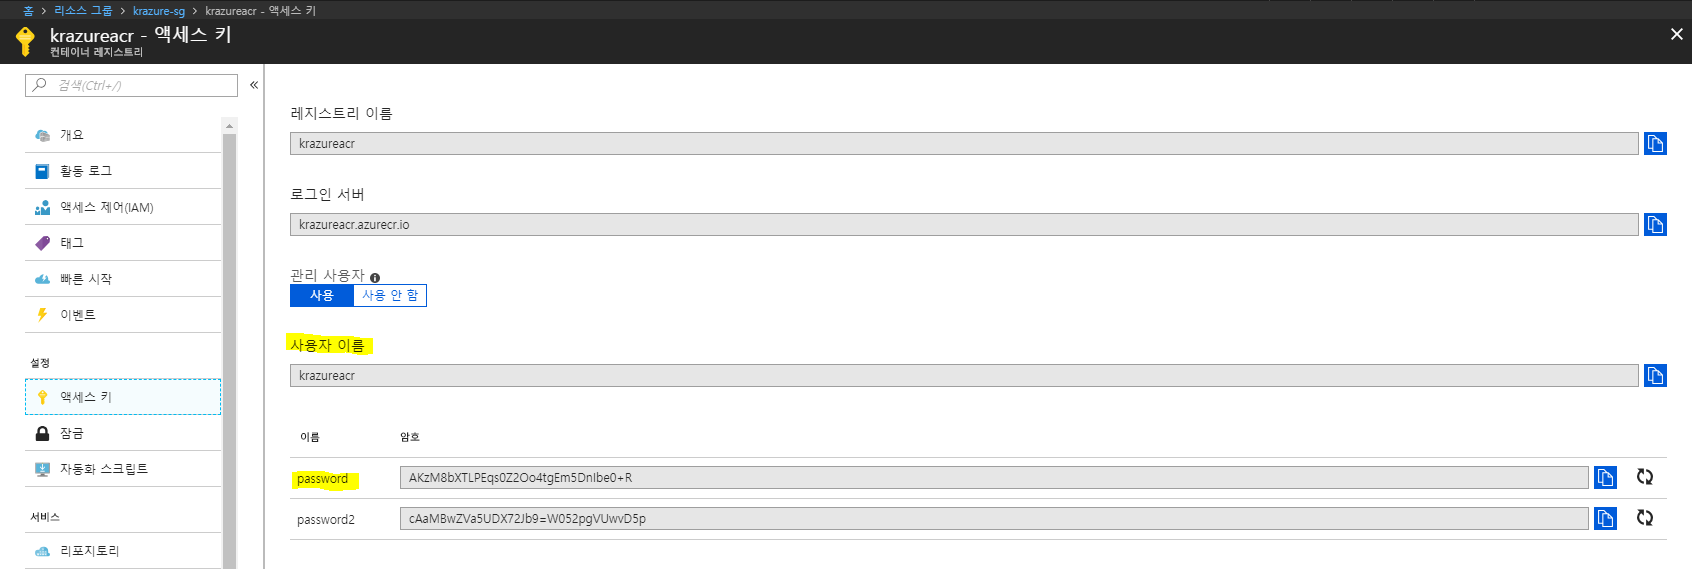 홈 > 리소스 그룹 > krazure-sg > krazureacr - 액세스 키
krazureacr - 액세스 키
컨테이너 레지스트리
검색(Ctrl+/)
개요
활동 로그
액세스 제어(IAM)
태그
빠른 시작
이벤트
설정
액세스 키
잠금
자동화 스크립트
서비스
리포지토리
레지스트리 이름
krazureacr
로그인 서버
krazureacr.azurecr.io
관리 사용자
사용 사용 안 함
사용자 이름
krazureacr
이름 암호
password AKzM8bXTLPEqs0Z2Oo4tgEm5DnIbe0+R
password2 cAaMBwZVa5UDX72Jb9=W052pgVUwvD5p